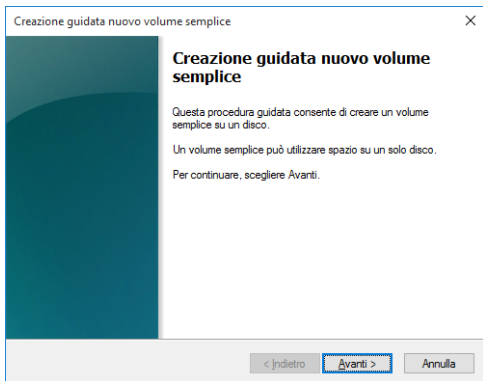 Creazione guidata nuovo volume semplice
Creazione guidata nuovo volume
semplice
Questa procedura guidata consente di creare un volume
semplice su un disco.
Un volume semplice può utilizzare spazio su un solo disco.
Per continuare, scegliere Avanti.
< Indietro
Avanti >
Annulla